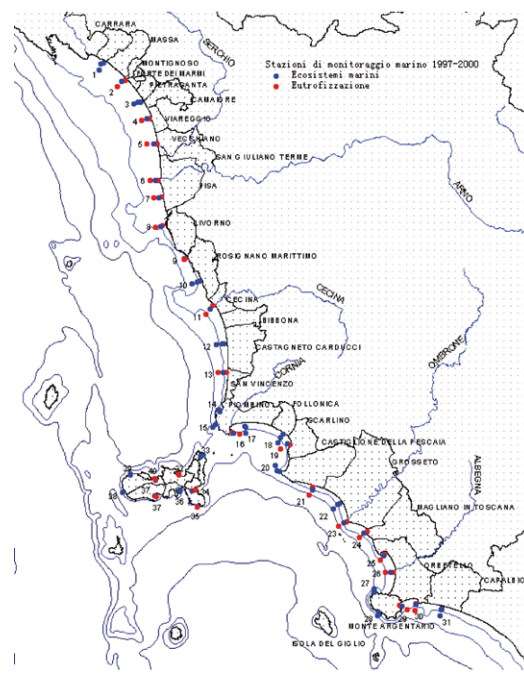 CARRARA
MASSA
SERCHIO
1
MONTIGNOSO
Stazioni di monitoraggio marino 1997-2000
Ecosistemi marini
Eutrofizzazione
FORTE DEI MARMI
2
PIETRASANTA
3
CAMAIORE
4
VIAREGGIO
5
VECCHIANO
SAN GIULIANO TERME
6
PISA
ARNO
7
8
LIVORNO
9
ROSIGNANO MARITTIMO
10
CECINA
CECINA
11
BIBBONA
12
CASTAGNETO CARDUCCI
OMBRONE
13
CORNIA
SAN VINCENZO
14
PIOMBINO
FOLLONICA
SCARLINO
15
16
17
18
CASTIGLIONE DELLA PESCAIA
19
20
GROSSETO
ALBEGNA
33
39
40
37
36
34
38
37
35
21
22
MAGLIANO IN TOSCANA
23
24
25
ORBETELLO
26
CAPALBIO
27
28
29
30
31
MONTE ARGENTARIO
ISOLA DEL GIGLIO